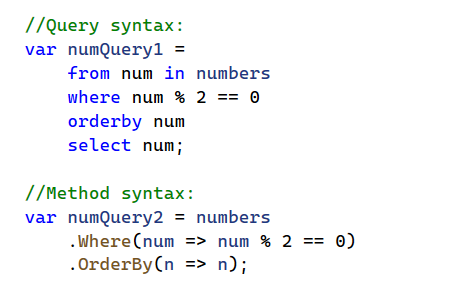 //Query syntax:
var numQuery1 =
    from num in numbers
    where num % 2 == 0
    orderby num
    select num;

//Method syntax:
var numQuery2 = numbers
    .Where(num => num % 2 == 0)
    .OrderBy(n => n);